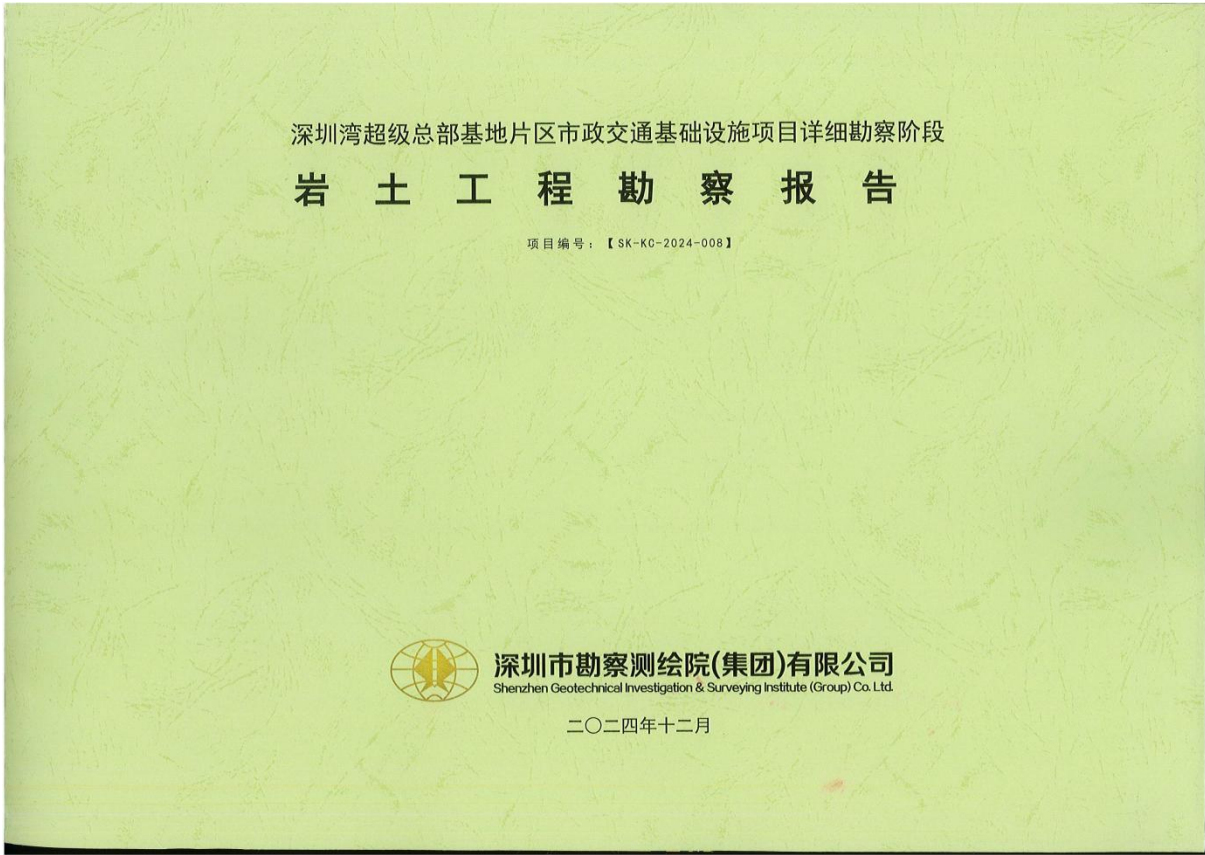 深圳湾超级总部基地片区市政交通基础设施项目详细勘察阶段
岩土工程勘察报告
项目编号：【SK-KC-2024-008】
深圳市勘察测绘院(集团)有限公司
Shenzhen Geotechnical Investigation & Surveying Institute (Group) Co. Ltd.
二〇二四年十二月